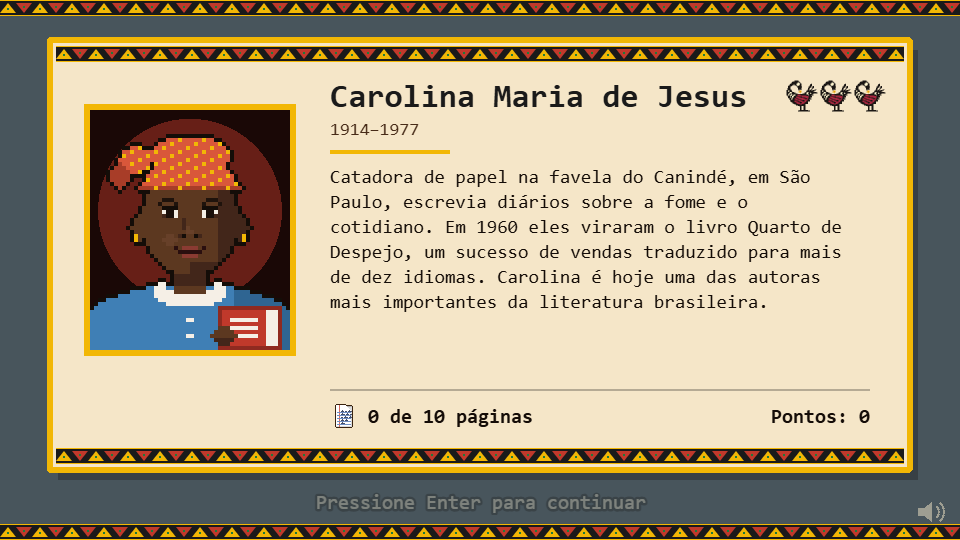 Carolina Maria de Jesus
1914–1977
Catadora de papel na favela do Canindé, em São
Paulo, escrevia diários sobre a fome e o
cotidiano. Em 1960 eles viraram o livro Quarto de
Despejo, um sucesso de vendas traduzido para mais
de dez idiomas. Carolina é hoje uma das autoras
mais importantes da literatura brasileira.
0 de 10 páginas
Pontos: 0
Pressione Enter para continuar